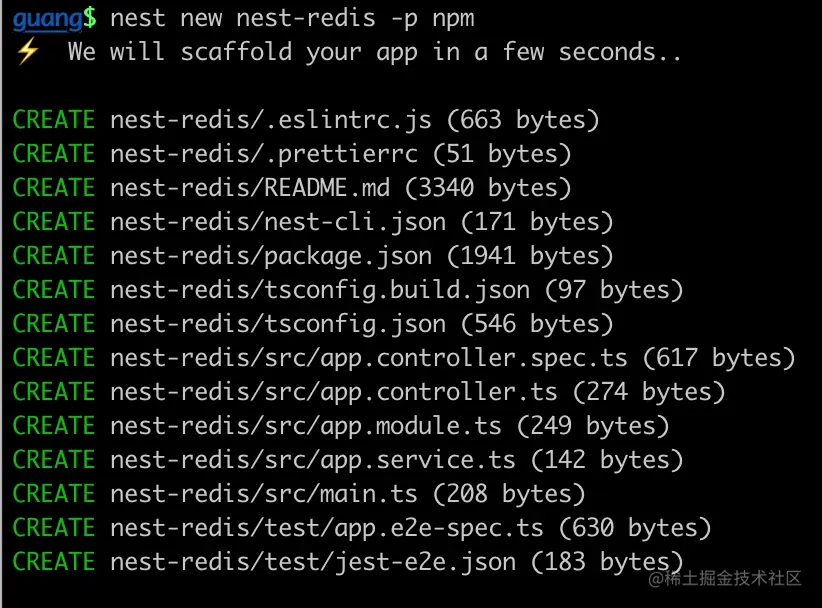 guang$ nest new nest-redis -p npm
⚡ We will scaffold your app in a few seconds..
CREATE nest-redis/.eslintrc.js (663 bytes)
CREATE nest-redis/.prettierrc (51 bytes)
CREATE nest-redis/README.md (3340 bytes)
CREATE nest-redis/nest-cli.json (171 bytes)
CREATE nest-redis/package.json (1941 bytes)
CREATE nest-redis/tsconfig.build.json (97 bytes)
CREATE nest-redis/tsconfig.json (546 bytes)
CREATE nest-redis/src/app.controller.spec.ts (617 bytes)
CREATE nest-redis/src/app.controller.ts (274 bytes)
CREATE nest-redis/src/app.module.ts (249 bytes)
CREATE nest-redis/src/app.service.ts (142 bytes)
CREATE nest-redis/src/main.ts (208 bytes)
CREATE nest-redis/test/app.e2e-spec.ts (630 bytes)
CREATE nest-redis/test/jest-e2e.json (183 bytes)
@稀土掘金技术社区